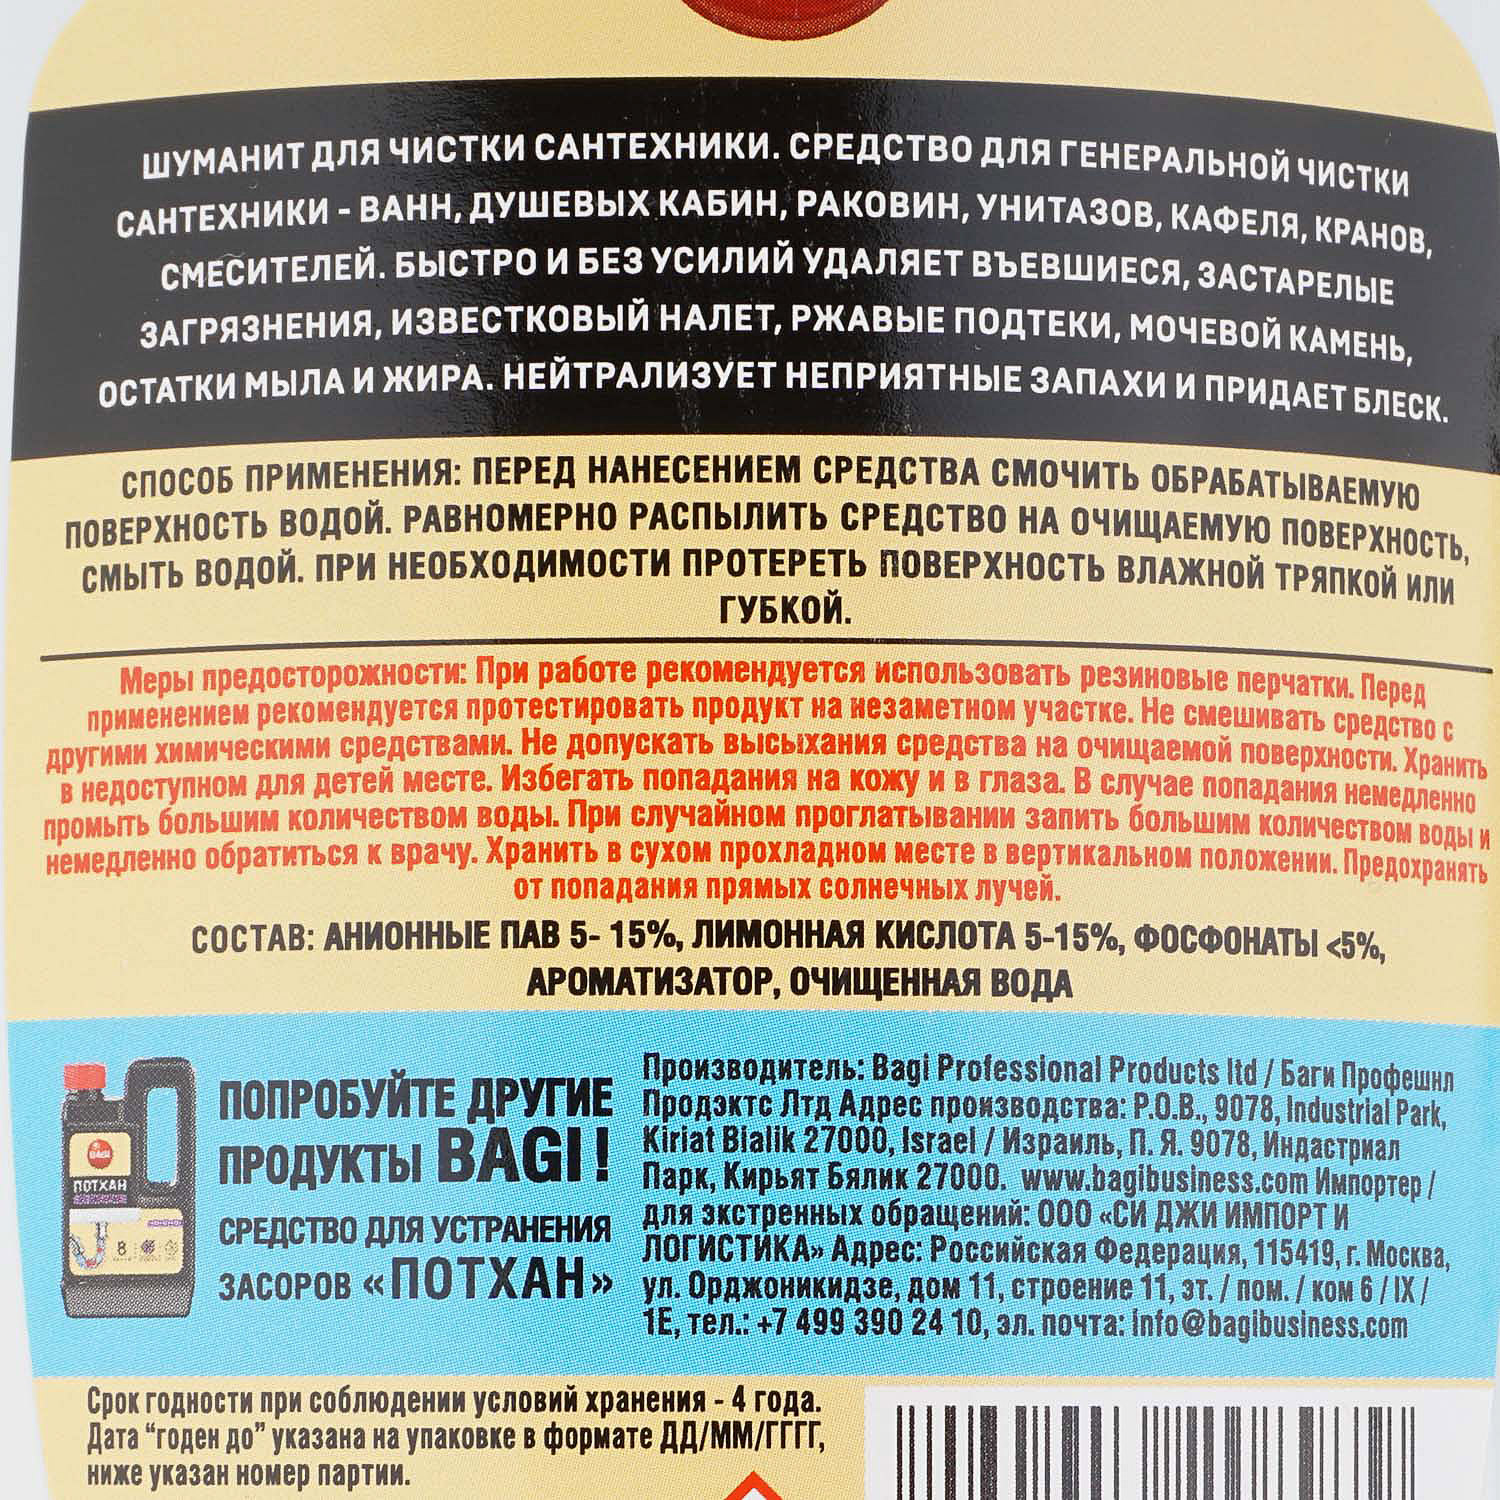 ШУМАНИТ ДЛЯ ЧИСТКИ САНТЕХНИКИ. СРЕДСТВО ДЛЯ ГЕНЕРАЛЬНОЙ ЧИСТКИ
САНТЕХНИКИ - ВАНН, ДУШЕВЫХ КАБИН, РАКОВИН, УНИТАЗОВ, КАФЕЛЯ, КРАНОВ,
СМЕСИТЕЛЕЙ. БЫСТРО И БЕЗ УСИЛИЙ УДАЛЯЕТ ВЪЕВШИЕСЯ, ЗАСТАРЕЛЫЕ
ЗАГРЯЗНЕНИЯ, ИЗВЕСТКОВЫЙ НАЛЕТ, РЖАВЫЕ ПОДТЕКИ, МОЧЕВОЙ КАМЕНЬ,
ОСТАТКИ МЫЛА И ЖИРА. НЕЙТРАЛИЗУЕТ НЕПРИЯТНЫЕ ЗАПАХИ И ПРИДАЕТ БЛЕСК.
СПОСОБ ПРИМЕНЕНИЯ: ПЕРЕД НАНЕСЕНИЕМ СРЕДСТВА СМОЧИТЬ ОБРАБАТЫВАЕМУЮ
ПОВЕРХНОСТЬ ВОДОЙ. РАВНОМЕРНО РАСПЫЛИТЬ СРЕДСТВО НА ОЧИЩАЕМУЮ ПОВЕРХНОСТЬ,
СМЫТЬ ВОДОЙ. ПРИ НЕОБХОДИМОСТИ ПРОТЕРЕТЬ ПОВЕРХНОСТЬ ВЛАЖНОЙ ТРЯПКОЙ ИЛИ
ГУБКОЙ.
Меры предосторожности: При работе рекомендуется использовать резиновые перчатки. Перед
применением рекомендуется протестировать продукт на незаметном участке. Не смешивать средство с
другими химическими средствами. Не допускать высыхания средства на очищаемой поверхности. Хранить
в недоступном для детей месте. Избегать попадания на кожу и в глаза. В случае попадания немедленно
промыть большим количеством воды. При случайном проглатывании запить большим количеством воды и
немедленно обратиться к врачу. Хранить в сухом прохладном месте в вертикальном положении. Предохранять
от попадания прямых солнечных лучей.
СОСТАВ: АНИОННЫЕ ПАВ 5- 15%, ЛИМОННАЯ КИСЛОТА 5-15%, ФОСФОНАТЫ <5%,
АРОМАТИЗАТОР, ОЧИЩЕННАЯ ВОДА
BAGI
ПОТХАН
8
ПОПРОБУЙТЕ ДРУГИЕ
ПРОДУКТЫ BAGI!
СРЕДСТВО ДЛЯ УСТРАНЕНИЯ
ЗАСОРОВ «ПОТХАН»
Производитель: Bagi Professional Products ltd / Баги Профешнл
Продэктс Лтд Адрес производства: P.O.B., 9078, Industrial Park,
Kiriat Bialik 27000, Israel / Израиль, П. Я. 9078, Индастриал
Парк, Кирьят Бялик 27000. www.bagibusiness.com Импортер /
для экстренных обращений: ООО «СИ ДЖИ ИМПОРТ И
ЛОГИСТИКА» Адрес: Российская Федерация, 115419, г. Москва,
ул. Орджоникидзе, дом 11, строение 11, эт. / пом. / ком 6 / IX /
1Е, тел.: +7 499 390 24 10, эл. почта: info@bagibusiness.com
Срок годности при соблюдении условий хранения - 4 года.
Дата “годен до” указана на упаковке в формате ДД/ММ/ГГГГ,
ниже указан номер партии.